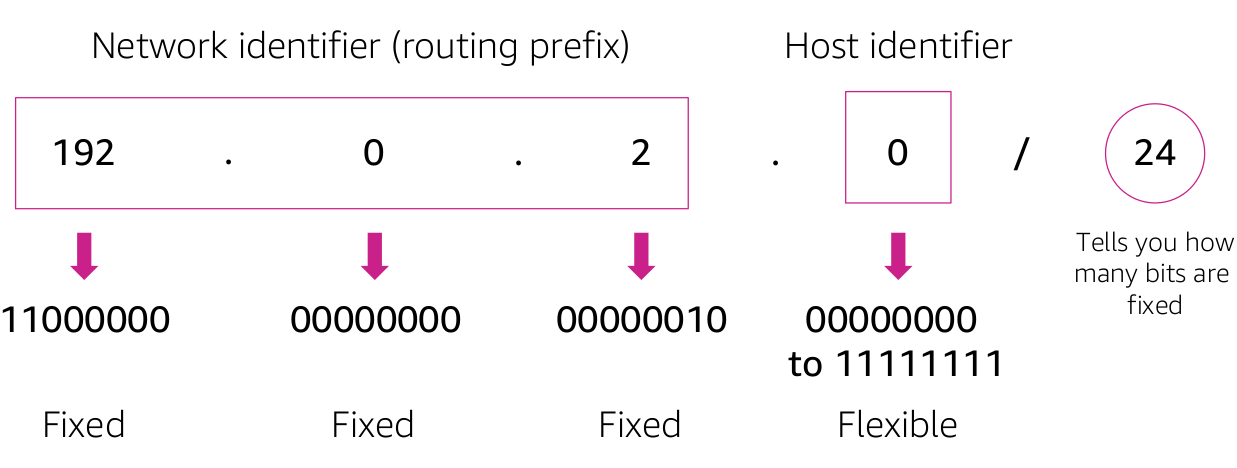 Network identifier (routing prefix)
Host identifier
192 . 0 . 2 . 0 / 24
Tells you how
many bits are
fixed
11000000 00000000 00000010 00000000
to 11111111
Fixed Fixed Fixed Flexible